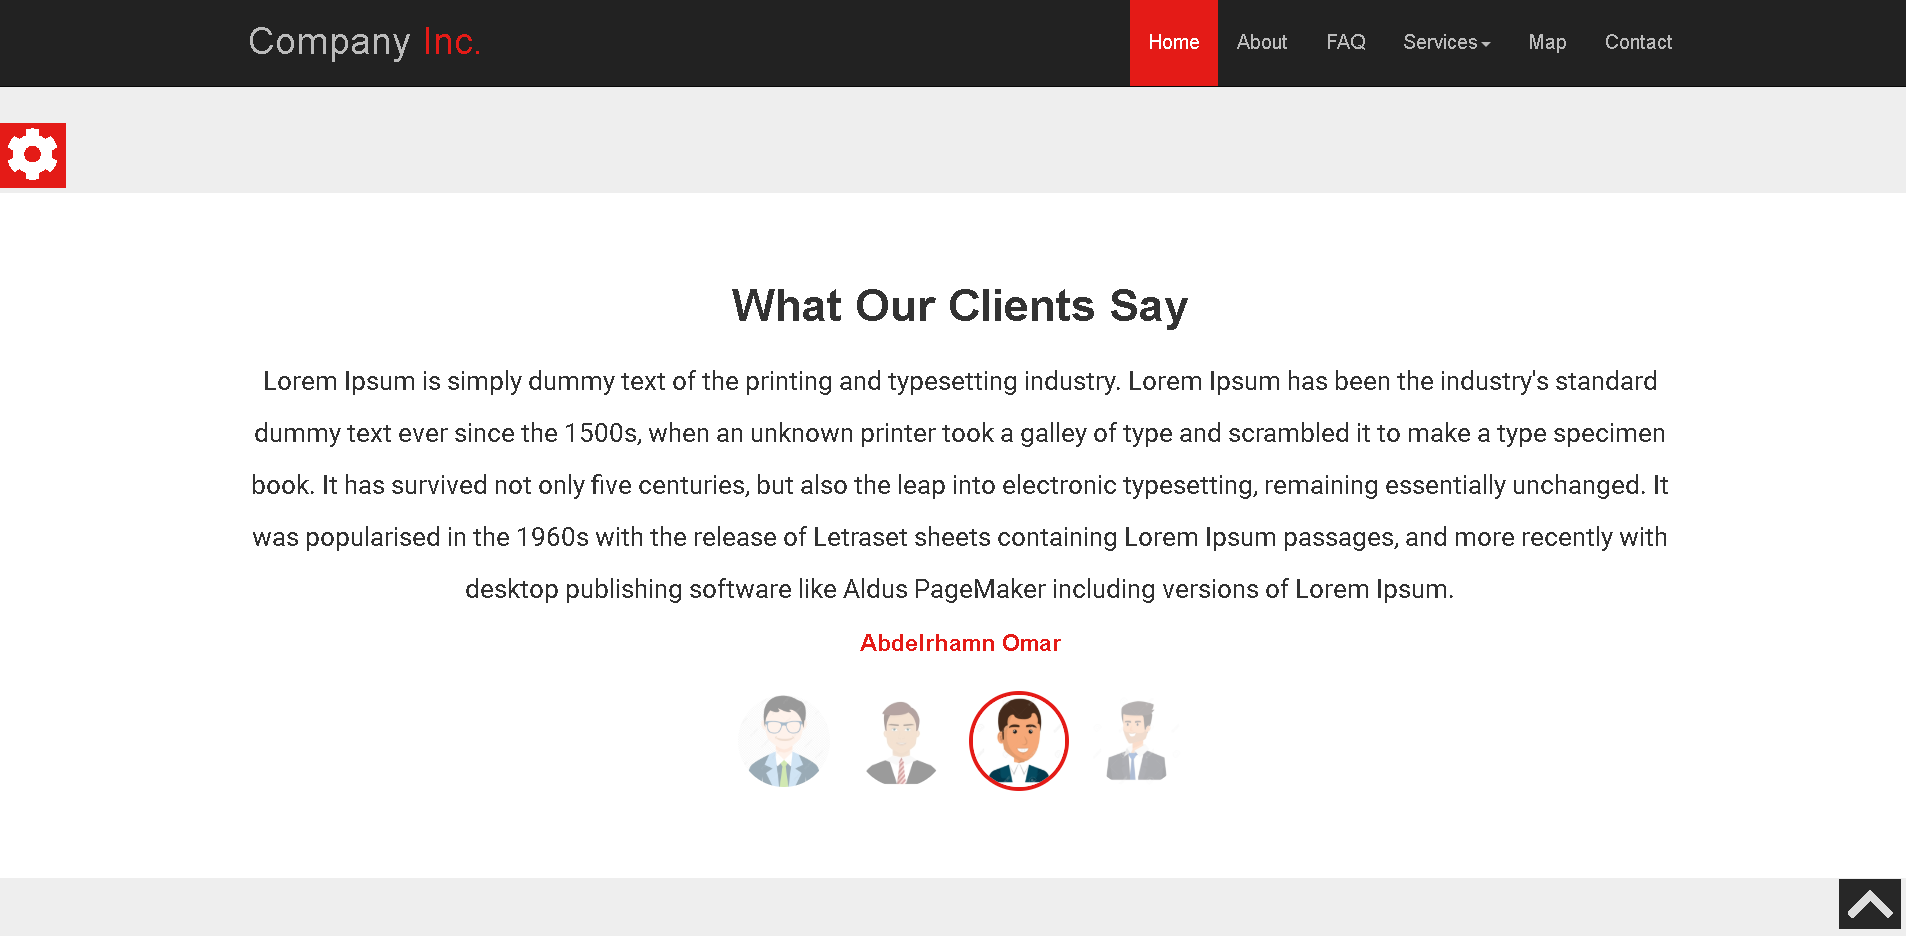 Company Inc.
Home About FAQ Services Map Contact
What Our Clients Say
Lorem Ipsum is simply dummy text of the printing and typesetting industry. Lorem Ipsum has been the industry's standard
dummy text ever since the 1500s, when an unknown printer took a galley of type and scrambled it to make a type specimen
book. It has survived not only five centuries, but also the leap into electronic typesetting, remaining essentially unchanged. It
was popularised in the 1960s with the release of Letraset sheets containing Lorem Ipsum passages, and more recently with
desktop publishing software like Aldus PageMaker including versions of Lorem Ipsum.
Abdelrhamn Omar